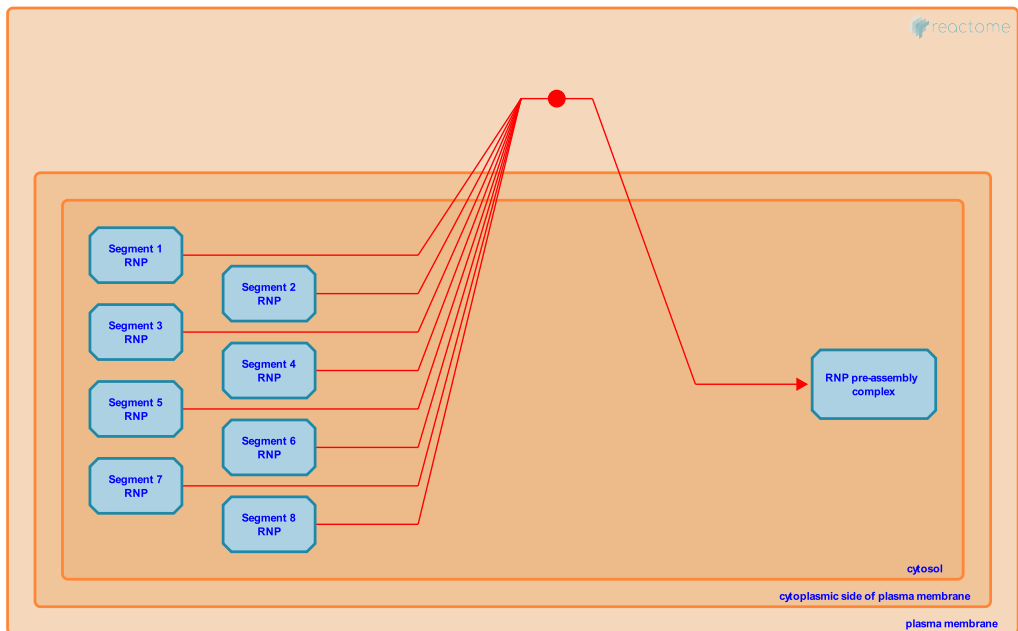 reactome
Segment 1
RNP
Segment 2
RNP
Segment 3
RNP
Segment 4
RNP
RNP pre-assembly
complex
Segment 5
RNP
Segment 6
RNP
Segment 7
RNP
Segment 8
RNP
cytosol
cytoplasmic side of plasma membrane
plasma membrane